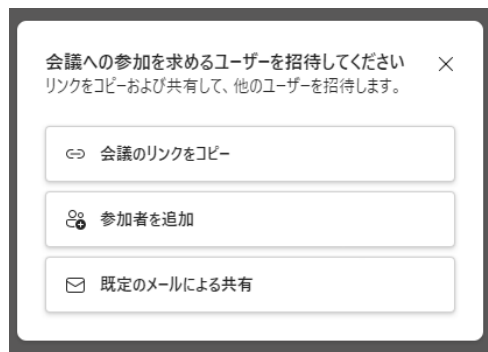 会議への参加を求めるユーザーを招待してください
リンクをコピーおよび共有して、他のユーザーを招待します。
会議のリンクをコピー
参加者を追加
既定のメールによる共有